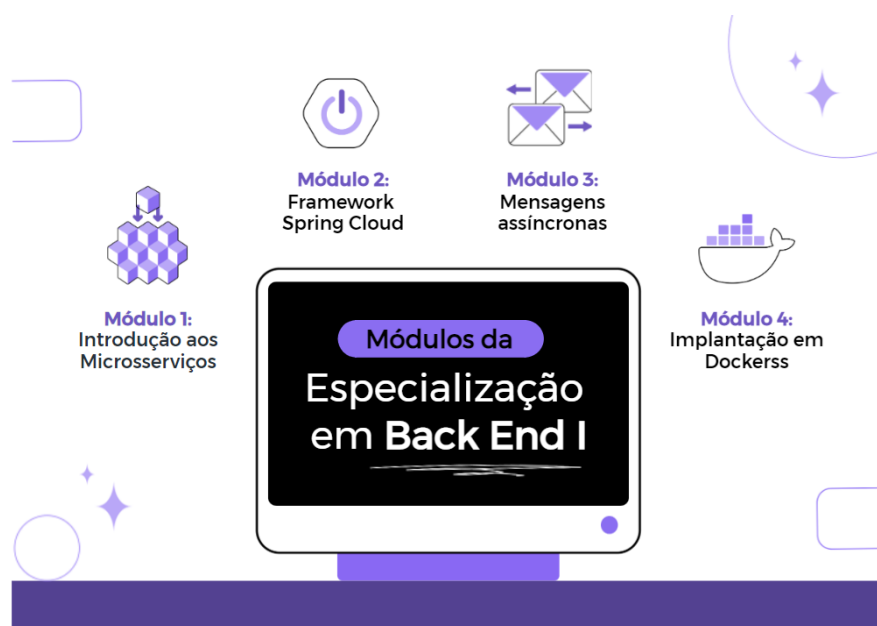 Módulo 1:
Introdução aos
Microsserviços
Módulo 2:
Framework
Spring Cloud
Módulo 3:
Mensagens
assíncronas
Módulo 4:
Implantação em
Dockerss
Módulos da
Especialização
em Back End I